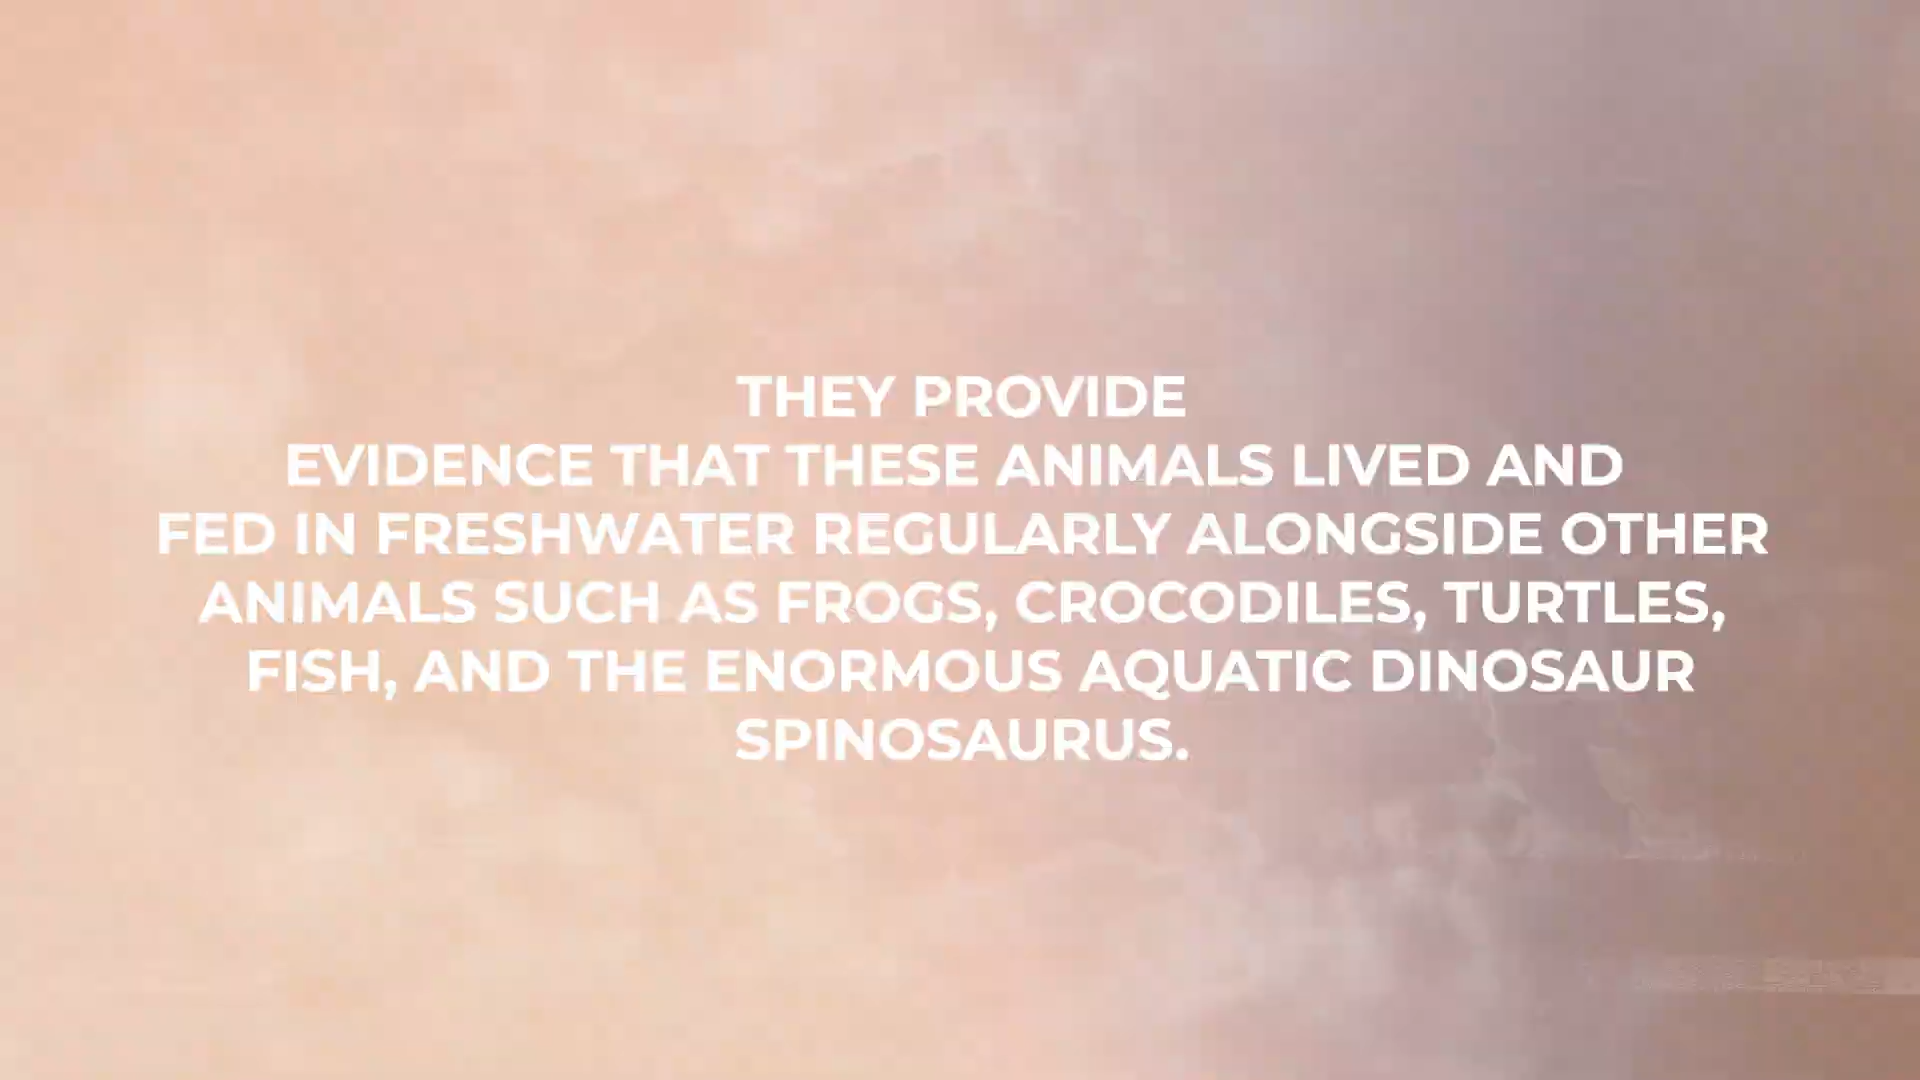 THEY PROVIDE
EVIDENCE THAT THESE ANIMALS LIVED AND
FED IN FRESHWATER REGULARLY ALONGSIDE OTHER
ANIMALS SUCH AS FROGS, CROCODILES, TURTLES,
FISH, AND THE ENORMOUS AQUATIC DINOSAUR
SPINOSAURUS.